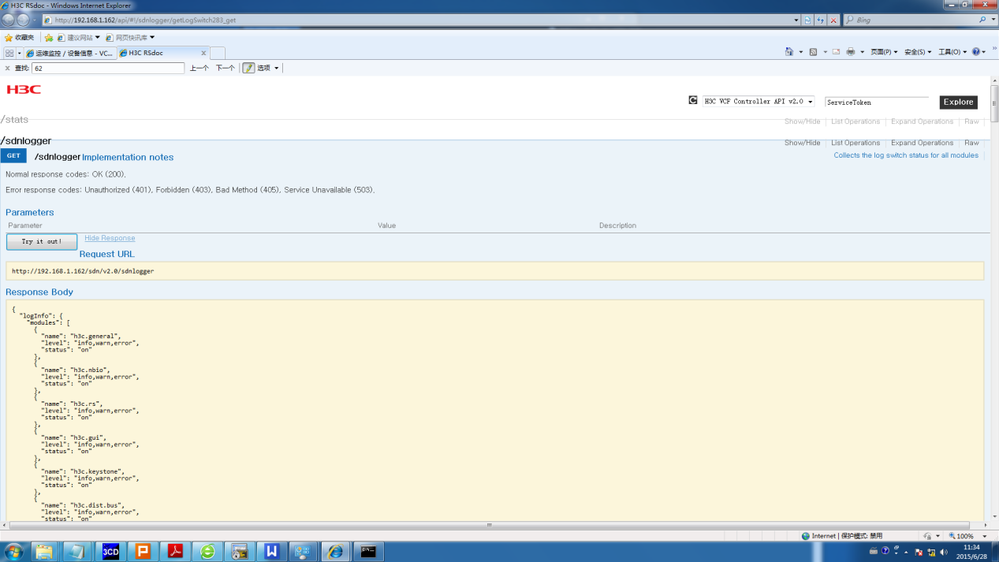 H3C RSdoc - Windows Internet Explorer
http://192.168.1.162/api/#!/sdnlogger/getLogSwitch283_get
Bing
收藏夹 建议网站 网页快讯库
运维监控 / 设备信息 - VC... H3C RSdoc 页面(P) 安全(S) 工具(O)
查找: 62 上一个 下一个 选项
H3C
H3C VCF Controller API v2.0 ServiceToken Explore
/stats Show/Hide List Operations Expand Operations Raw
/sdnlogger Show/Hide List Operations Expand Operations Raw
GET /sdnlogger Implementation notes Collects the log switch status for all modules
Normal response codes: OK (200).
Error response codes: Unauthorized (401), Forbidden (403), Bad Method (405), Service Unavailable (503).
Parameters
Parameter Value Description
Try it out! Hide Response
Request URL
http://192.168.1.162/sdn/v2.0/sdnlogger
Response Body
{
"logInfo": {
"modules": [
{
"name": "h3c.general",
"level": "info,warn,error",
"status": "on"
},
{
"name": "h3c.nbio",
"level": "info,warn,error",
"status": "on"
},
{
"name": "h3c.rs",
"level": "info,warn,error",
"status": "on"
},
{
"name": "h3c.gui",
"level": "info,warn,error",
"status": "on"
},
{
"name": "h3c.keystone",
"level": "info,warn,error",
"status": "on"
},
{
"name": "h3c.dist.bus",
"level": "info,warn,error",
"status": "on"
Internet | 保护模式: 禁用 100%
3CD P W 11:34
2015/6/28